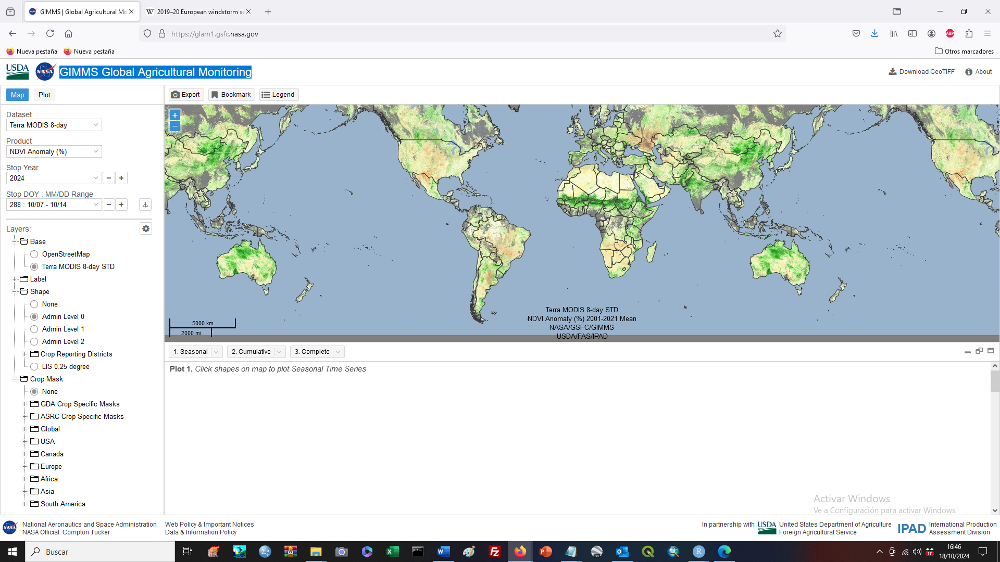 GIMMS | Global Agricultural Mo
2019–20 European windstorm se
https://glam1.gsfc.nasa.gov
ABP
Nueva pestaña
Nueva pestaña
Otros marcadores
USDA
NASA
GIMMS Global Agricultural Monitoring
Download GeoTIFF
About
Map
Plot
Export
Bookmark
Legend
Dataset
Terra MODIS 8-day
Product
NDVI Anomaly (%)
Stop Year
2024
Stop DOY : MM/DD Range
288 : 10/07 - 10/14
Layers:
Base
OpenStreetMap
Terra MODIS 8-day STD
Label
Shape
None
Admin Level 0
Admin Level 1
Admin Level 2
Crop Reporting Districts
LIS 0.25 degree
Crop Mask
None
GDA Crop Specific Masks
ASRC Crop Specific Masks
Global
USA
Canada
Europe
Africa
Asia
South America
5000 km
2000 mi
Terra MODIS 8-day STD
NDVI Anomaly (%) 2001-2021 Mean
NASA/GSFC/GIMMS
USDA/FAS/IPAD
1. Seasonal
2. Cumulative
3. Complete
Plot 1. Click shapes on map to plot Seasonal Time Series
Activar Windows
Ve a Configuración para activar Windows.
NASA
National Aeronautics and Space Administration
NASA Official: Compton Tucker
Web Policy & Important Notices
Data & Information Policy
In partnership with
USDA
United States Department of Agriculture
Foreign Agricultural Service
IPAD
International Production
Assessment Division
Buscar
17
16:46
18/10/2024